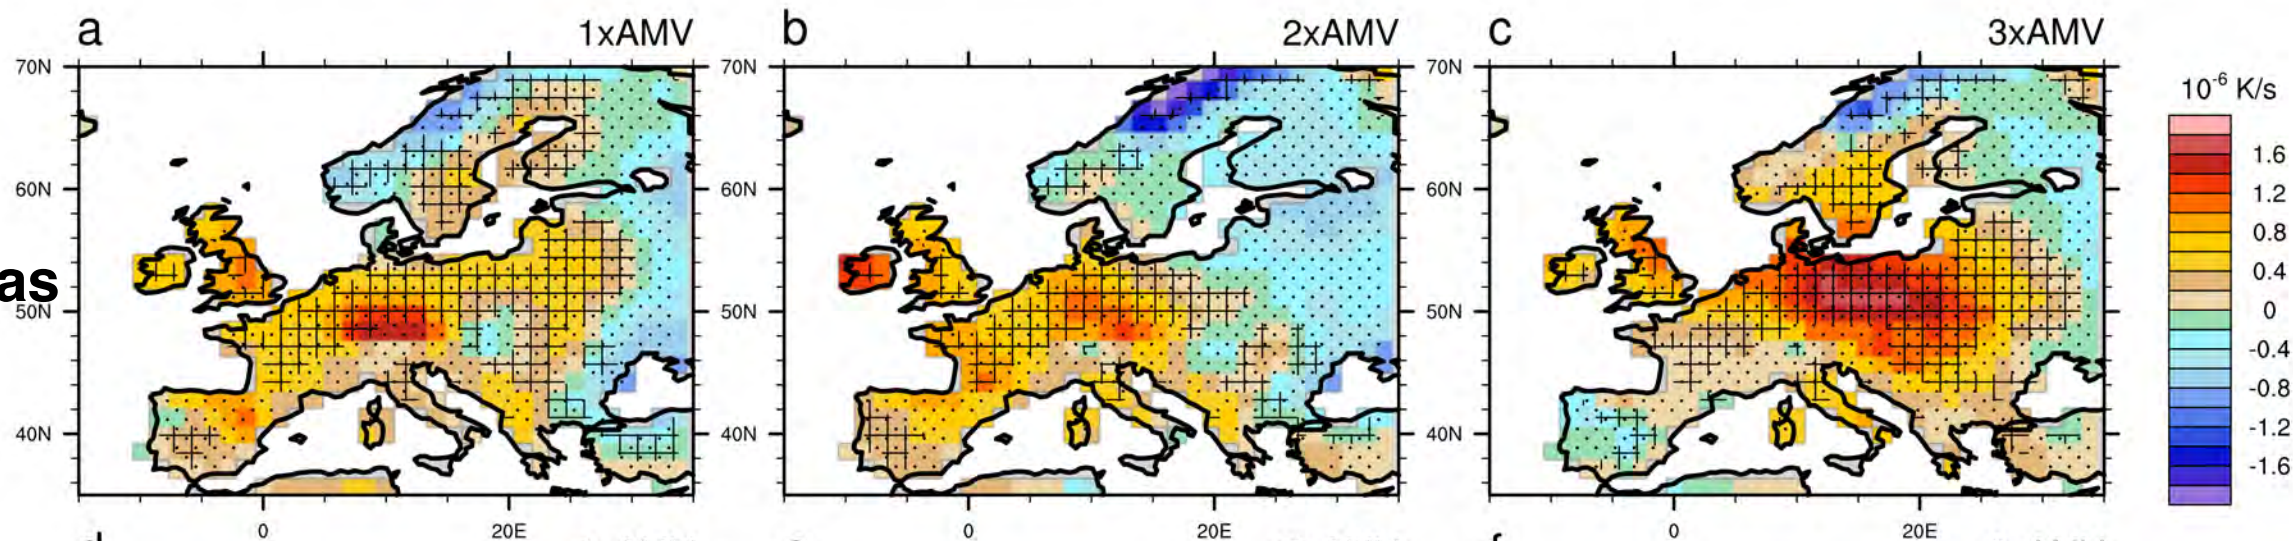 a 1xAMV
b 2xAMV
c 3xAMV
10⁻⁶ K/s
70N 70N 70N
60N 60N 60N
as
50N 50N 50N
40N 40N 40N
0 20E 0 20E 0 20E
1.6
1.2
0.8
0.4
0
-0.4
-0.8
-1.2
-1.6